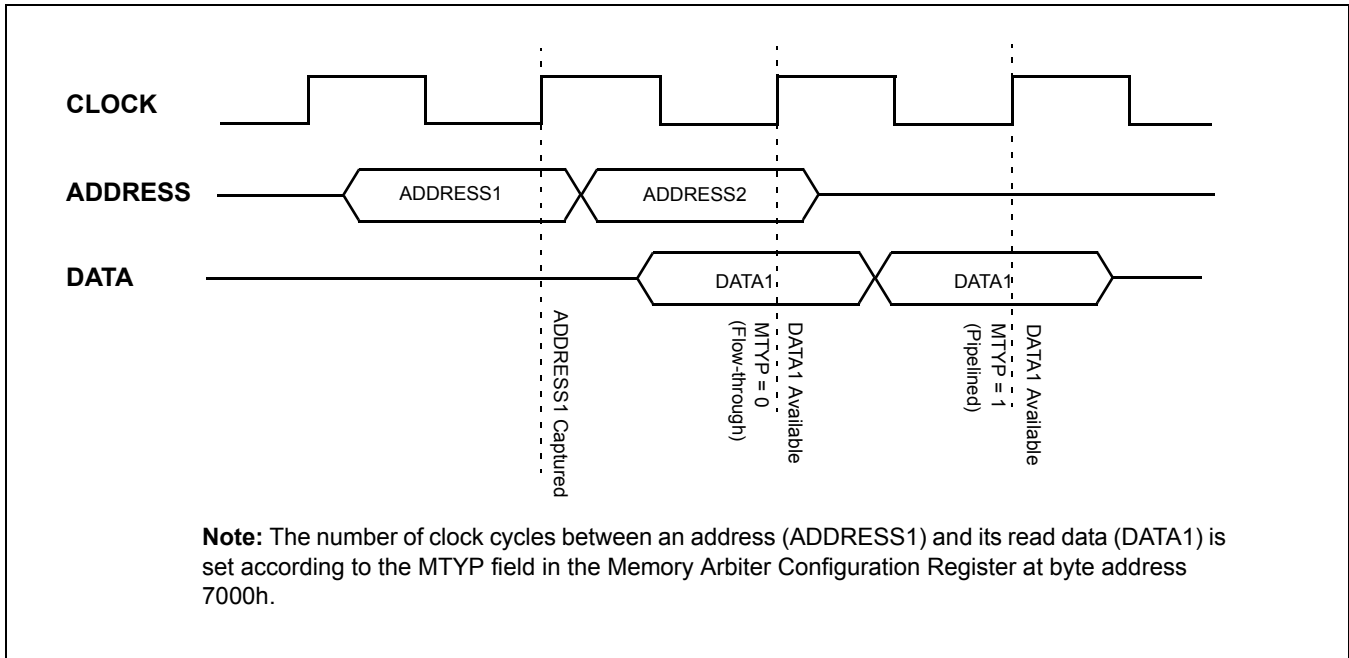 CLOCK
ADDRESS
ADDRESS1
ADDRESS2
DATA
DATA1
DATA1
ADDRESS1 Captured
DATA1 Available
MTYP = 0
(Flow-through)
DATA1 Available
MTYP = 1
(Pipelined)
Note: The number of clock cycles between an address (ADDRESS1) and its read data (DATA1) is
set according to the MTYP field in the Memory Arbiter Configuration Register at byte address
7000h.